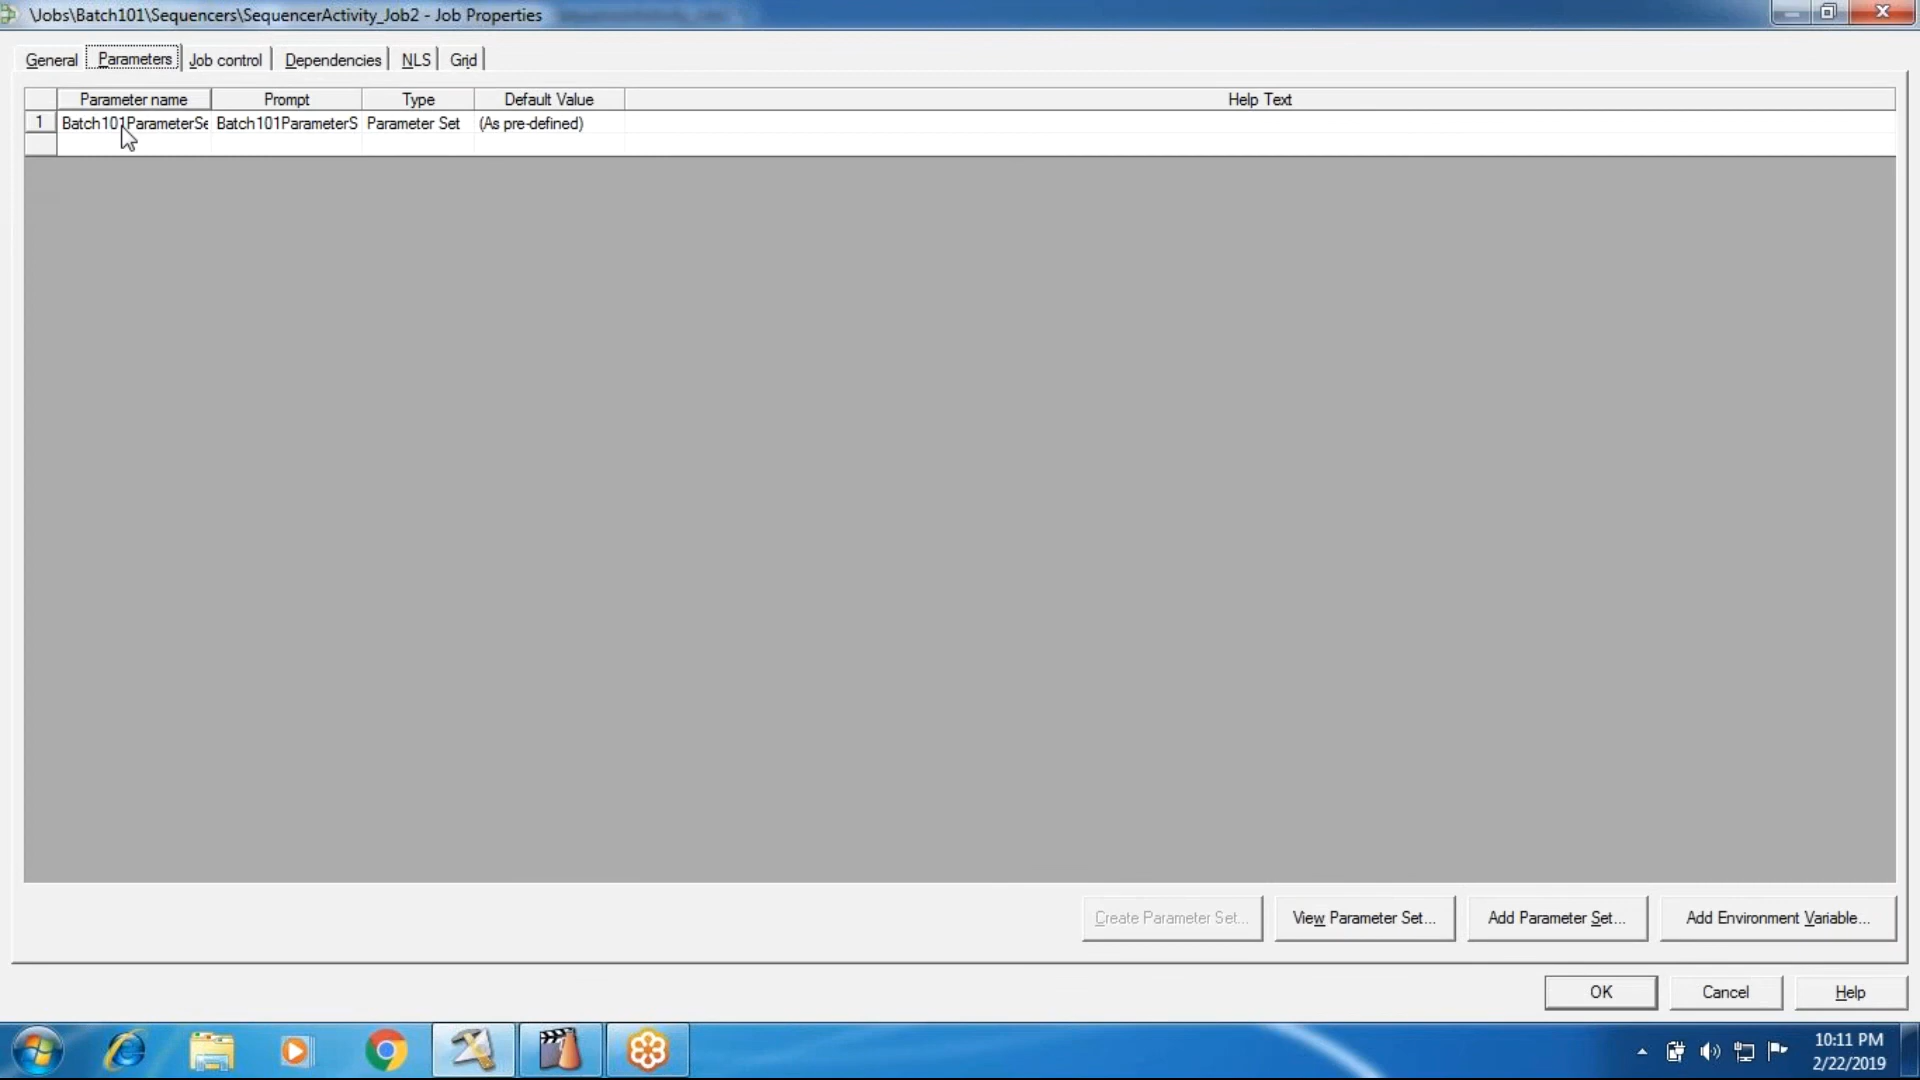 \Jobs\Batch101\Sequencers\SequencerActivity_Job2 - Job Properties
General Parameters Job control Dependencies NLS Grid
Parameter name Prompt Type Default Value Help Text
1 Batch101ParameterSe Batch101ParameterS Parameter Set (As pre-defined)
Create Parameter Set... View Parameter Set... Add Parameter Set... Add Environment Variable...
OK Cancel Help
10:11 PM
2/22/2019